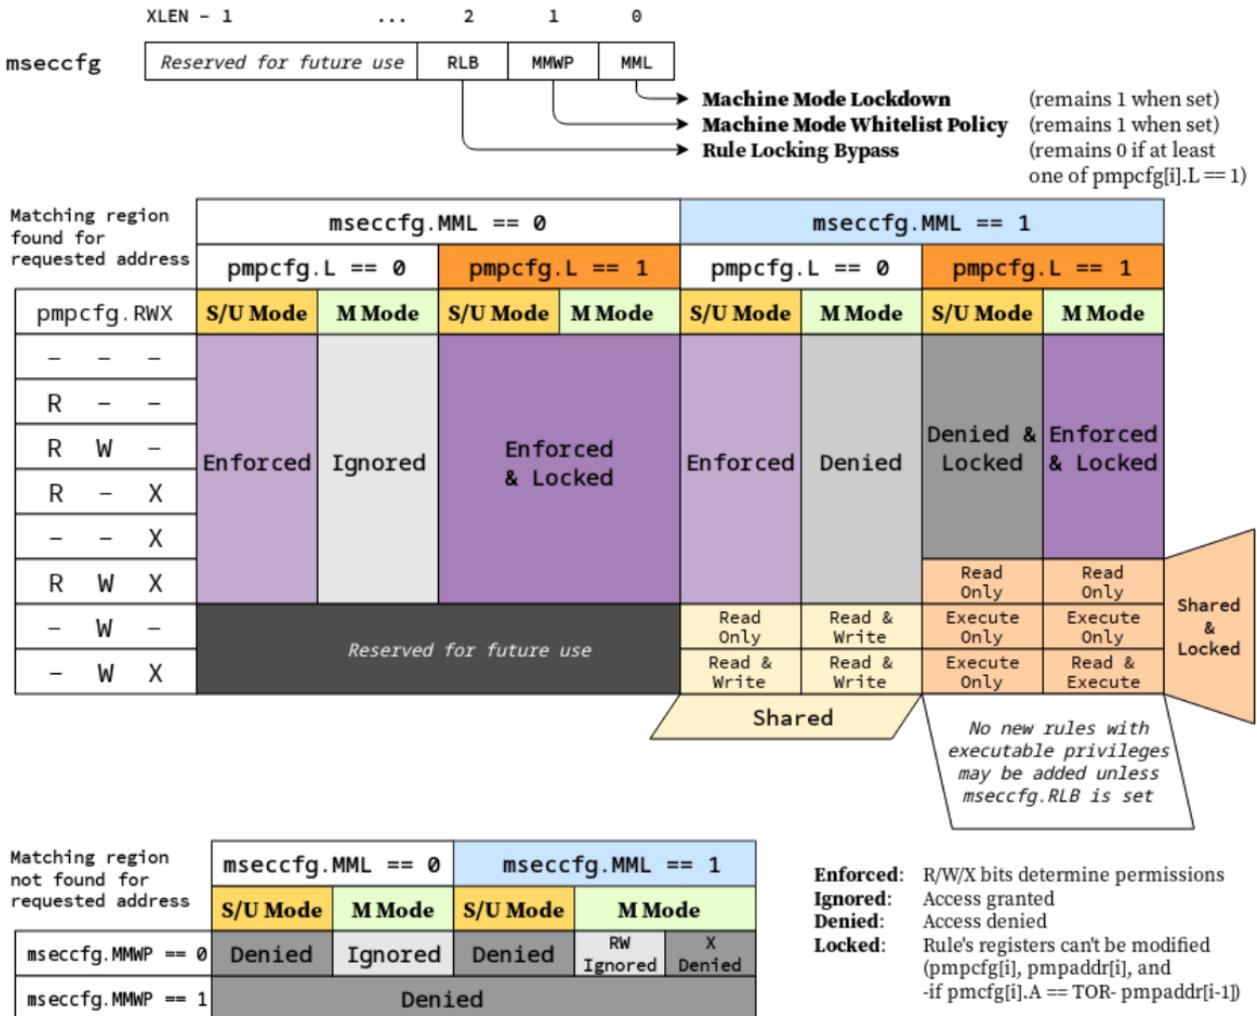 XLEN - 1 ... 2 1 0
mseccfg Reserved for future use RLB MMWP MML
Machine Mode Lockdown (remains 1 when set)
Machine Mode Whitelist Policy (remains 1 when set)
Rule Locking Bypass (remains 0 if at least
one of pmpcfg[i].L == 1)
Matching region
found for
requested address
mseccfg.MML == 0 mseccfg.MML == 1
pmpcfg.L == 0 pmpcfg.L == 1 pmpcfg.L == 0 pmpcfg.L == 1
pmpcfg.RWX S/U Mode M Mode S/U Mode M Mode S/U Mode M Mode S/U Mode M Mode
- - -
R - -
R W -
R - X
- - X
R W X
- W -
- W X
Enforced
Ignored
Enforced
& Locked
Enforced
Denied
Denied &
Locked
Enforced
& Locked
Read
Only
Read
Only
Reserved for future use
Read
Only
Read &
Write
Execute
Only
Execute
Only
Read &
Write
Read &
Write
Execute
Only
Read &
Execute
Shared
&
Locked
Shared
No new rules with
executable privileges
may be added unless
mseccfg.RLB is set
Matching region
not found for
requested address
mseccfg.MML == 0 mseccfg.MML == 1
S/U Mode M Mode S/U Mode M Mode
mseccfg.MMWP == 0 Denied Ignored Denied
RW
Ignored
X
Denied
mseccfg.MMWP == 1 Denied
Enforced: R/W/X bits determine permissions
Ignored: Access granted
Denied: Access denied
Locked: Rule's registers can't be modified
(pmpcfg[i], pmpaddr[i], and
-if pmcfg[i].A == TOR- pmpaddr[i-1])